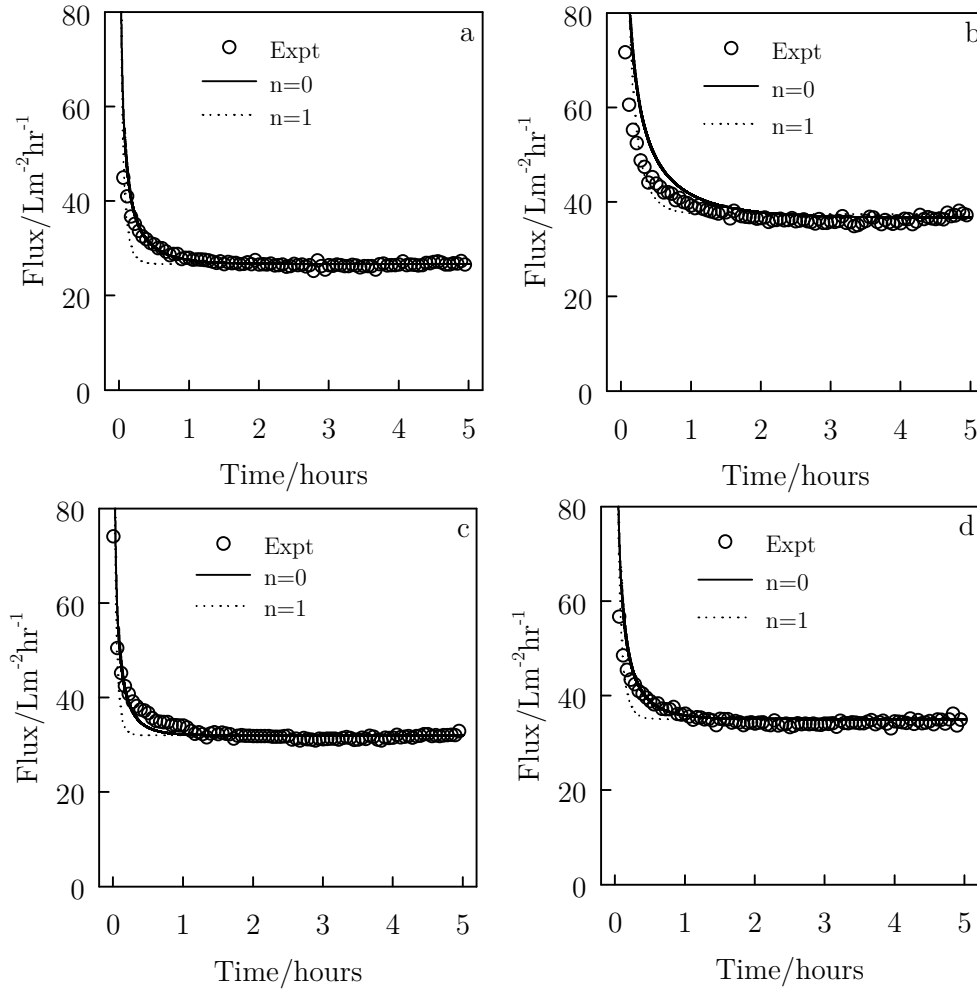 a
80
60
40
20
0
Flux/Lm⁻²hr⁻¹
Expt
n=0
n=1
0 1 2 3 4 5
Time/hours
b
80
60
40
20
0
Flux/Lm⁻²hr⁻¹
Expt
n=0
n=1
0 1 2 3 4 5
Time/hours
c
80
60
40
20
0
Flux/Lm⁻²hr⁻¹
Expt
n=0
n=1
0 1 2 3 4 5
Time/hours
d
80
60
40
20
0
Flux/Lm⁻²hr⁻¹
Expt
n=0
n=1
0 1 2 3 4 5
Time/hours